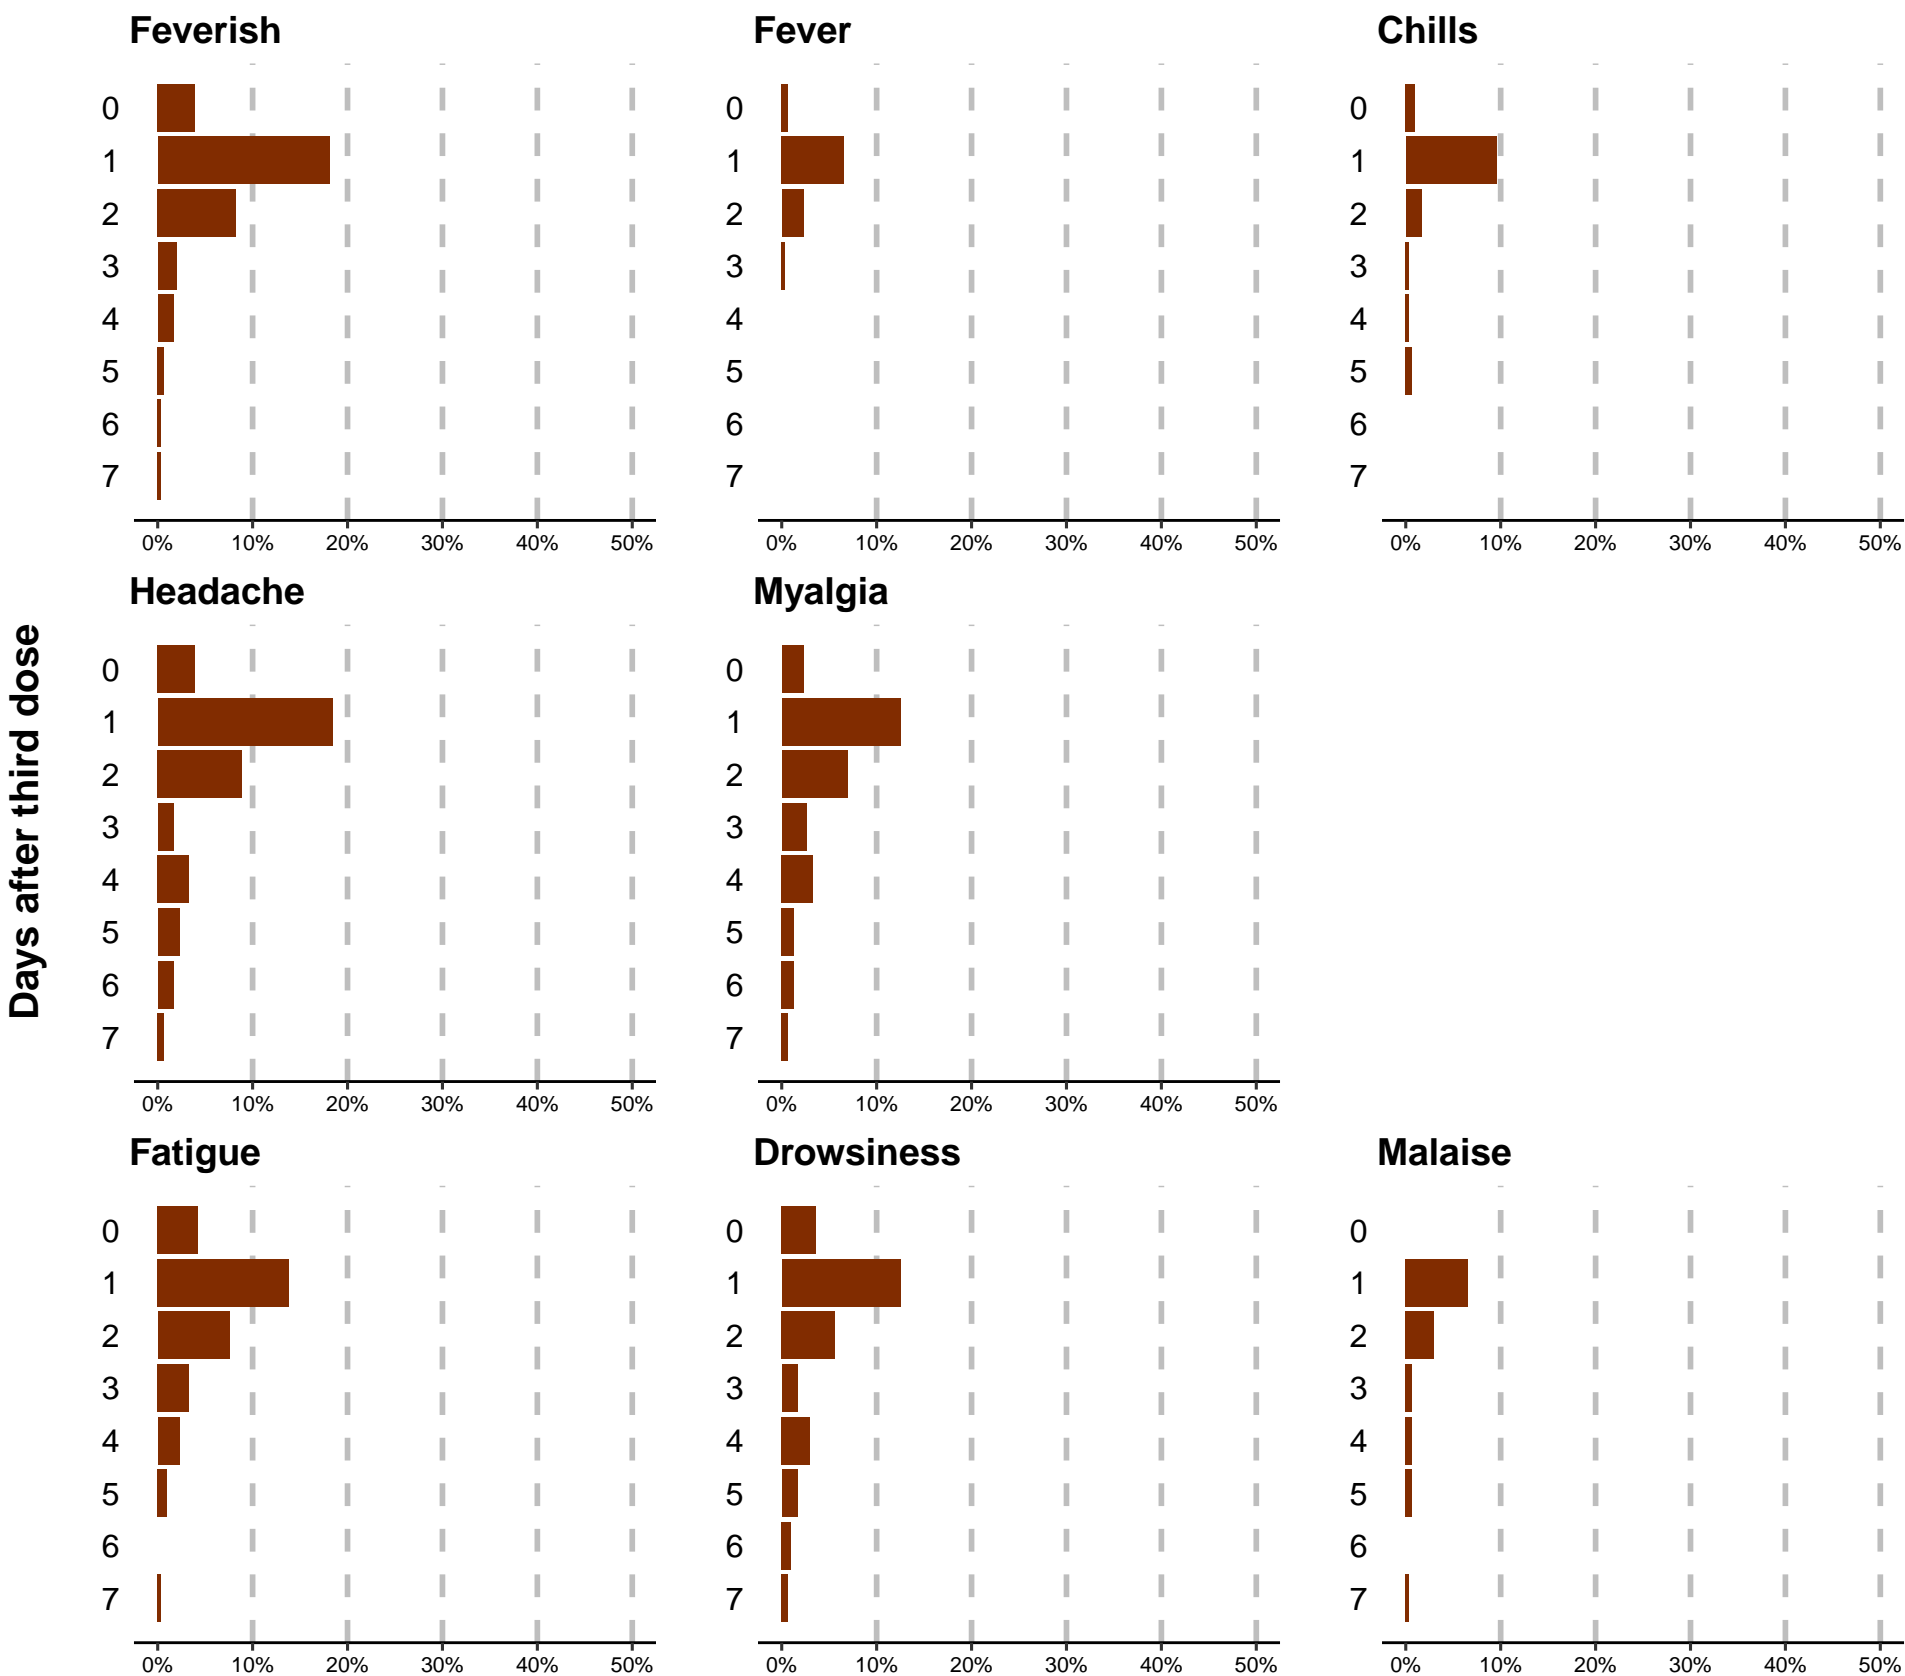 Feverish Fever Chills
0 0 0
1 1 1
2 2 2
3 3 3
4 4 4
5 5 5
6 6 6
7 7 7
0% 10% 20% 30% 40% 50% 0% 10% 20% 30% 40% 50% 0% 10% 20% 30% 40% 50%
Days after third dose
Headache Myalgia
0 0
1 1
2 2
3 3
4 4
5 5
6 6
7 7
0% 10% 20% 30% 40% 50% 0% 10% 20% 30% 40% 50%
Fatigue Drowsiness Malaise
0 0 0
1 1 1
2 2 2
3 3 3
4 4 4
5 5 5
6 6 6
7 7 7
0% 10% 20% 30% 40% 50% 0% 10% 20% 30% 40% 50% 0% 10% 20% 30% 40% 50%